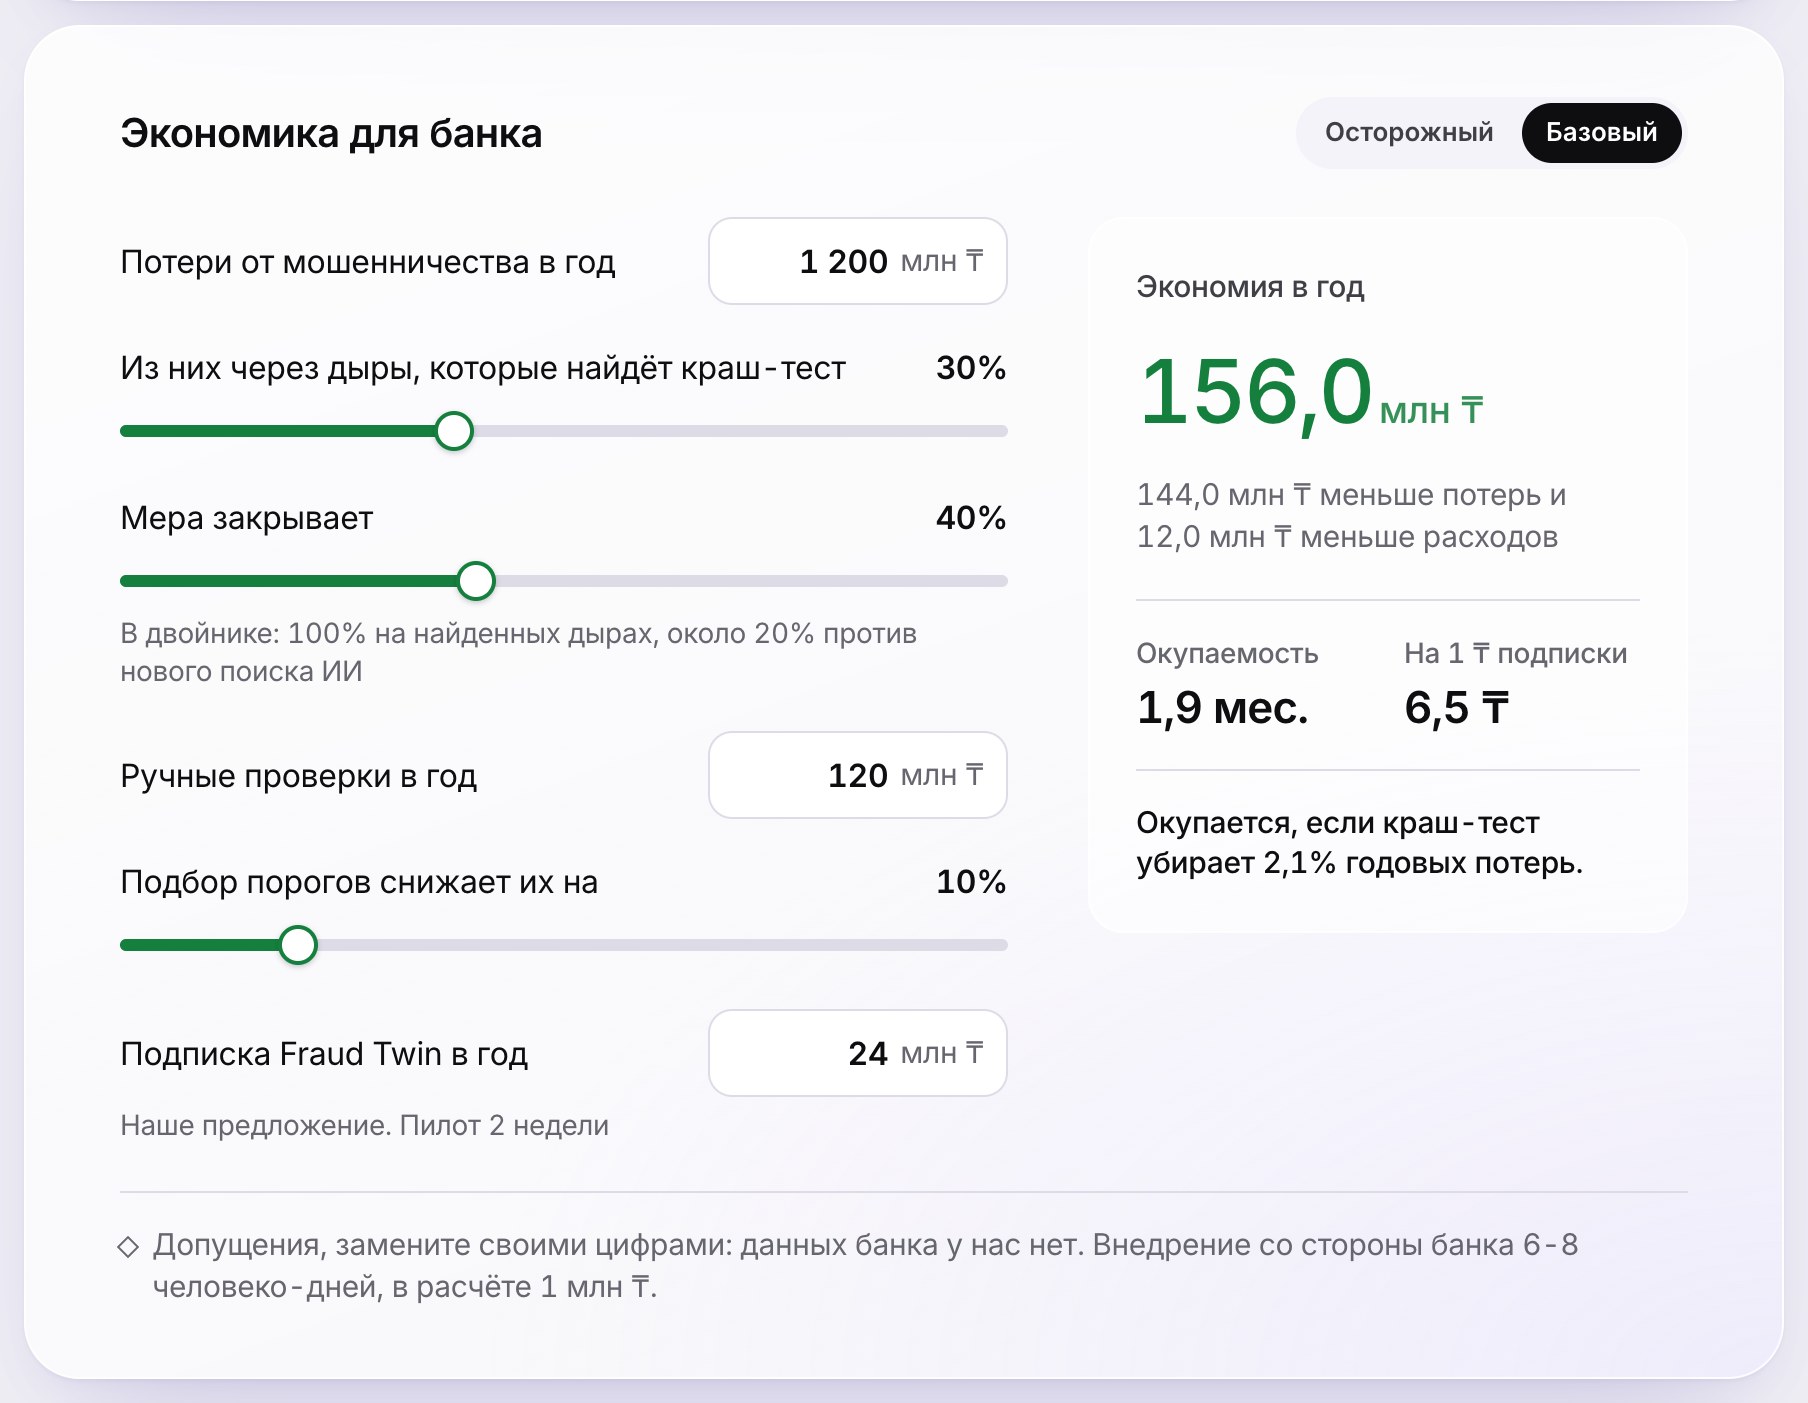 Экономика для банка
Осторожный Базовый
Потери от мошенничества в год 1 200 млн ₸
Из них через дыры, которые найдёт краш-тест 30%
Мера закрывает 40%
В двойнике: 100% на найденных дырах, около 20% против
нового поиска ИИ
Ручные проверки в год 120 млн ₸
Подбор порогов снижает их на 10%
Подписка Fraud Twin в год 24 млн ₸
Наше предложение. Пилот 2 недели
Экономия в год
156,0 млн ₸
144,0 млн ₸ меньше потерь и
12,0 млн ₸ меньше расходов
Окупаемость На 1 ₸ подписки
1,9 мес. 6,5 ₸
Окупается, если краш-тест
убирает 2,1% годовых потерь.
◇ Допущения, замените своими цифрами: данных банка у нас нет. Внедрение со стороны банка 6-8
человеко-дней, в расчёте 1 млн ₸.